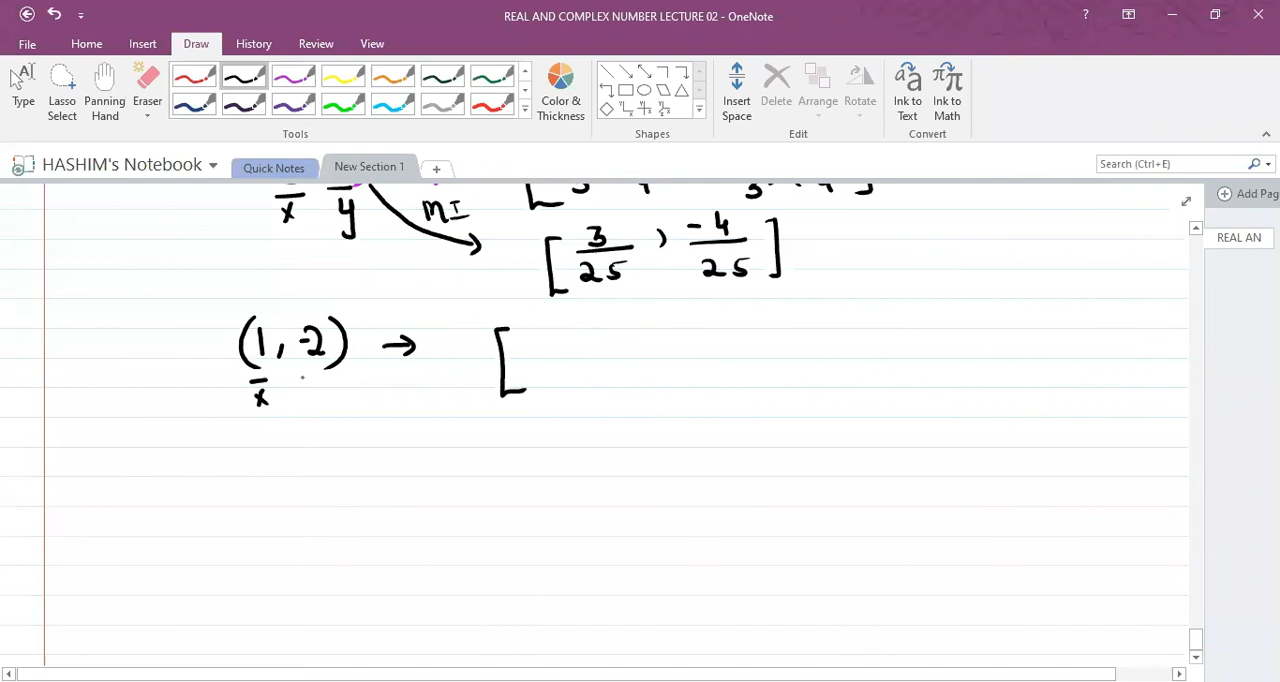 REAL AND COMPLEX NUMBER LECTURE 02 - OneNote
?
File Home Insert Draw History Review View
Type Lasso Select Panning Hand Eraser Color & Thickness Insert Space Delete Arrange Rotate Ink to Text Ink to Math
Tools Shapes Edit Convert
HASHIM's Notebook Quick Notes New Section 1 Search (Ctrl+E)
Add Pag
REAL AN
x y mI
[ 3/25 , -4/25 ]
(1, -2) → [
x